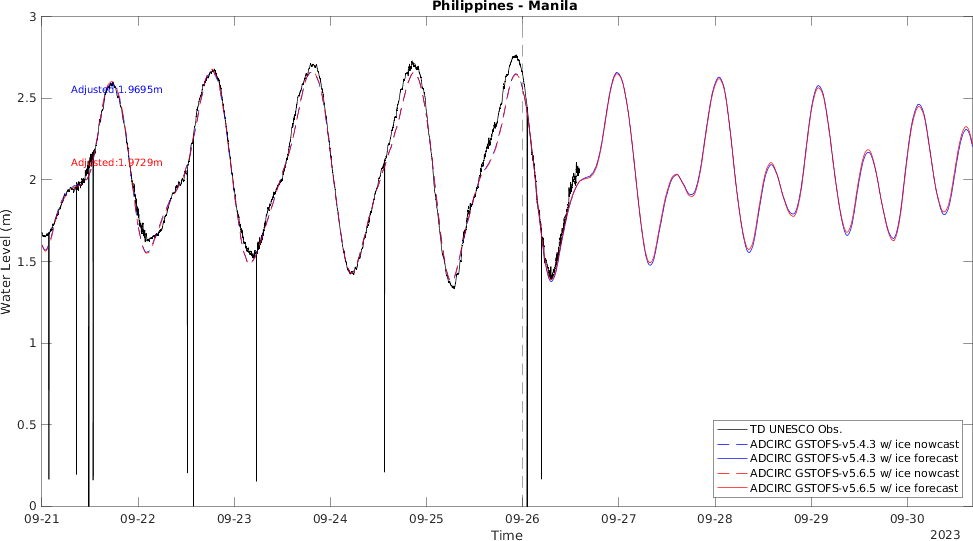 Philippines - Manila
3
2.5
2
1.5
1
0.5
0
Water Level (m)
Adjusted:1.9695m
Adjusted:1.9729m
TD UNESCO Obs.
ADCIRC GSTOFS-v5.4.3 w/ ice nowcast
ADCIRC GSTOFS-v5.4.3 w/ ice forecast
ADCIRC GSTOFS-v5.6.5 w/ ice nowcast
ADCIRC GSTOFS-v5.6.5 w/ ice forecast
09-21 09-22 09-23 09-24 09-25 09-26 09-27 09-28 09-29 09-30
Time
2023